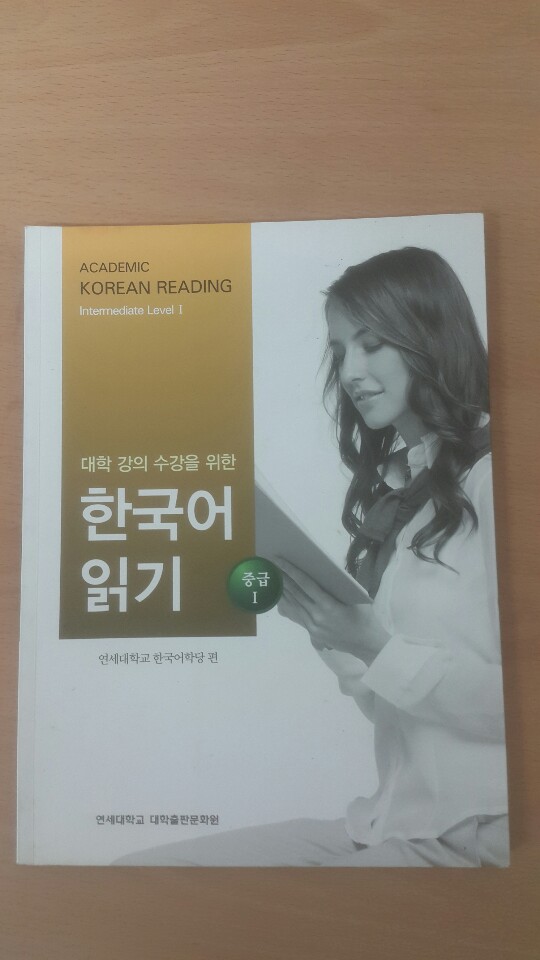 ACADEMIC
KOREAN READING
Intermediate Level I
대학 강의 수강을 위한
한국어
읽기
중급
I
연세대학교 한국어학당 편
연세대학교 대학출판문화원